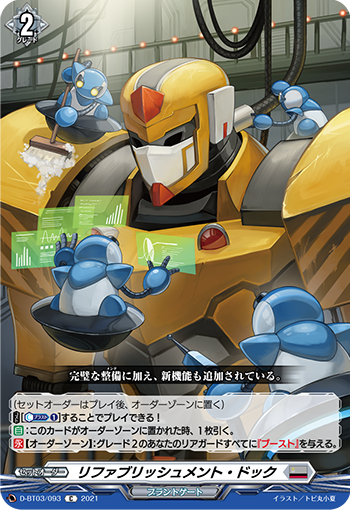 2
グレード
完璧な整備に加え、新機能も追加されている。
メンテ
(セットオーダーはプレイ後、オーダーゾーンに置く)
ブラスト 1 することでプレイできる!
自:このカードがオーダーゾーンに置かれた時、1枚引く。
永【オーダーゾーン】:グレード2のあなたのリアガードすべてに『ブースト』を与える。
セットオーダー
リファブリッシュメント・ドック
D-BT03/093 C 2021
ブラントゲート
イラスト/トビ丸小夏